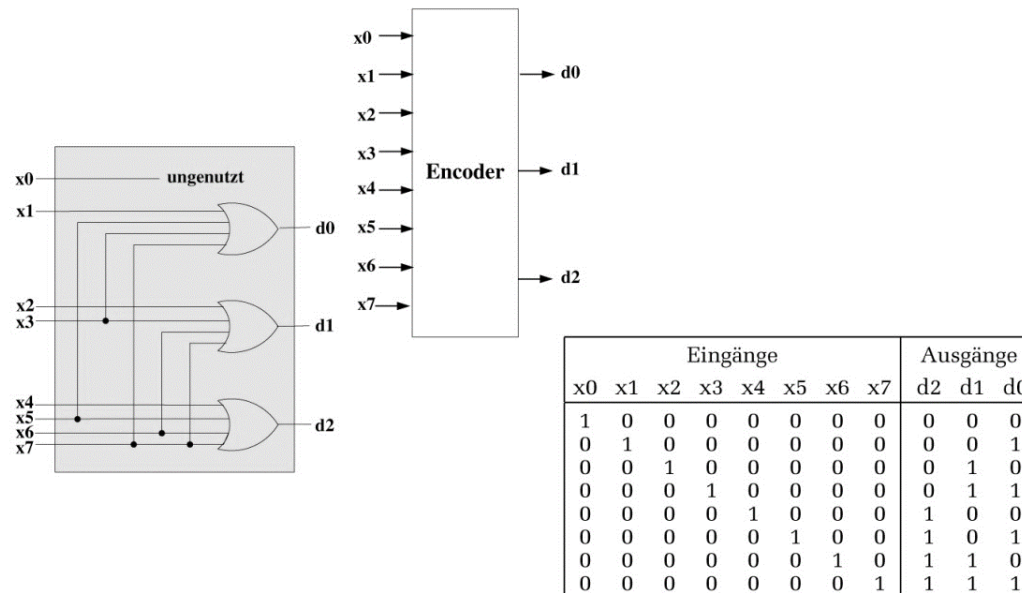 x0
x1
x2
x3
x4
x5
x6
x7
Encoder
d0
d1
d2
x0 ungenutzt
x1
d0
x2
x3
d1
x4
x5
x6
x7
d2
Eingänge Ausgänge
x0 x1 x2 x3 x4 x5 x6 x7 d2 d1 d0
1 0 0 0 0 0 0 0 0 0 0
0 1 0 0 0 0 0 0 0 0 1
0 0 1 0 0 0 0 0 0 1 0
0 0 0 1 0 0 0 0 0 1 1
0 0 0 0 1 0 0 0 1 0 0
0 0 0 0 0 1 0 0 1 0 1
0 0 0 0 0 0 1 0 1 1 0
0 0 0 0 0 0 0 1 1 1 1